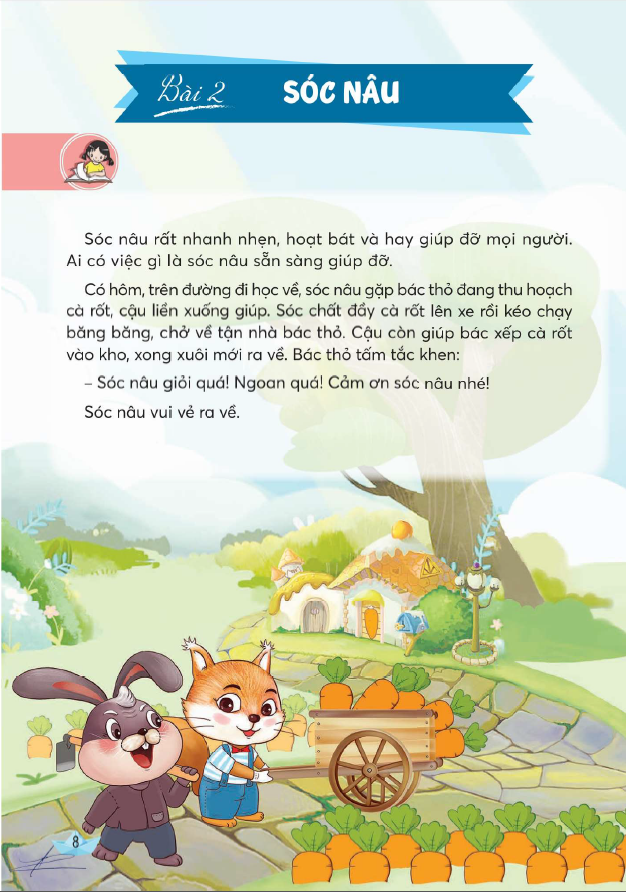 Bài 2
SÓC NÂU
Sóc nâu rất nhanh nhẹn, hoạt bát và hay giúp đỡ mọi người.
Ai có việc gì là sóc nâu sẵn sàng giúp đỡ.
Có hôm, trên đường đi học về, sóc nâu gặp bác thỏ đang thu hoạch
cà rốt, cậu liền xuống giúp. Sóc chất đầy cà rốt lên xe rồi kéo chạy
băng băng, chở về tận nhà bác thỏ. Cậu còn giúp bác xếp cà rốt
vào kho, xong xuôi mới ra về. Bác thỏ tấm tắc khen:
– Sóc nâu giỏi quá! Ngoan quá! Cảm ơn sóc nâu nhé!
Sóc nâu vui vẻ ra về.
8